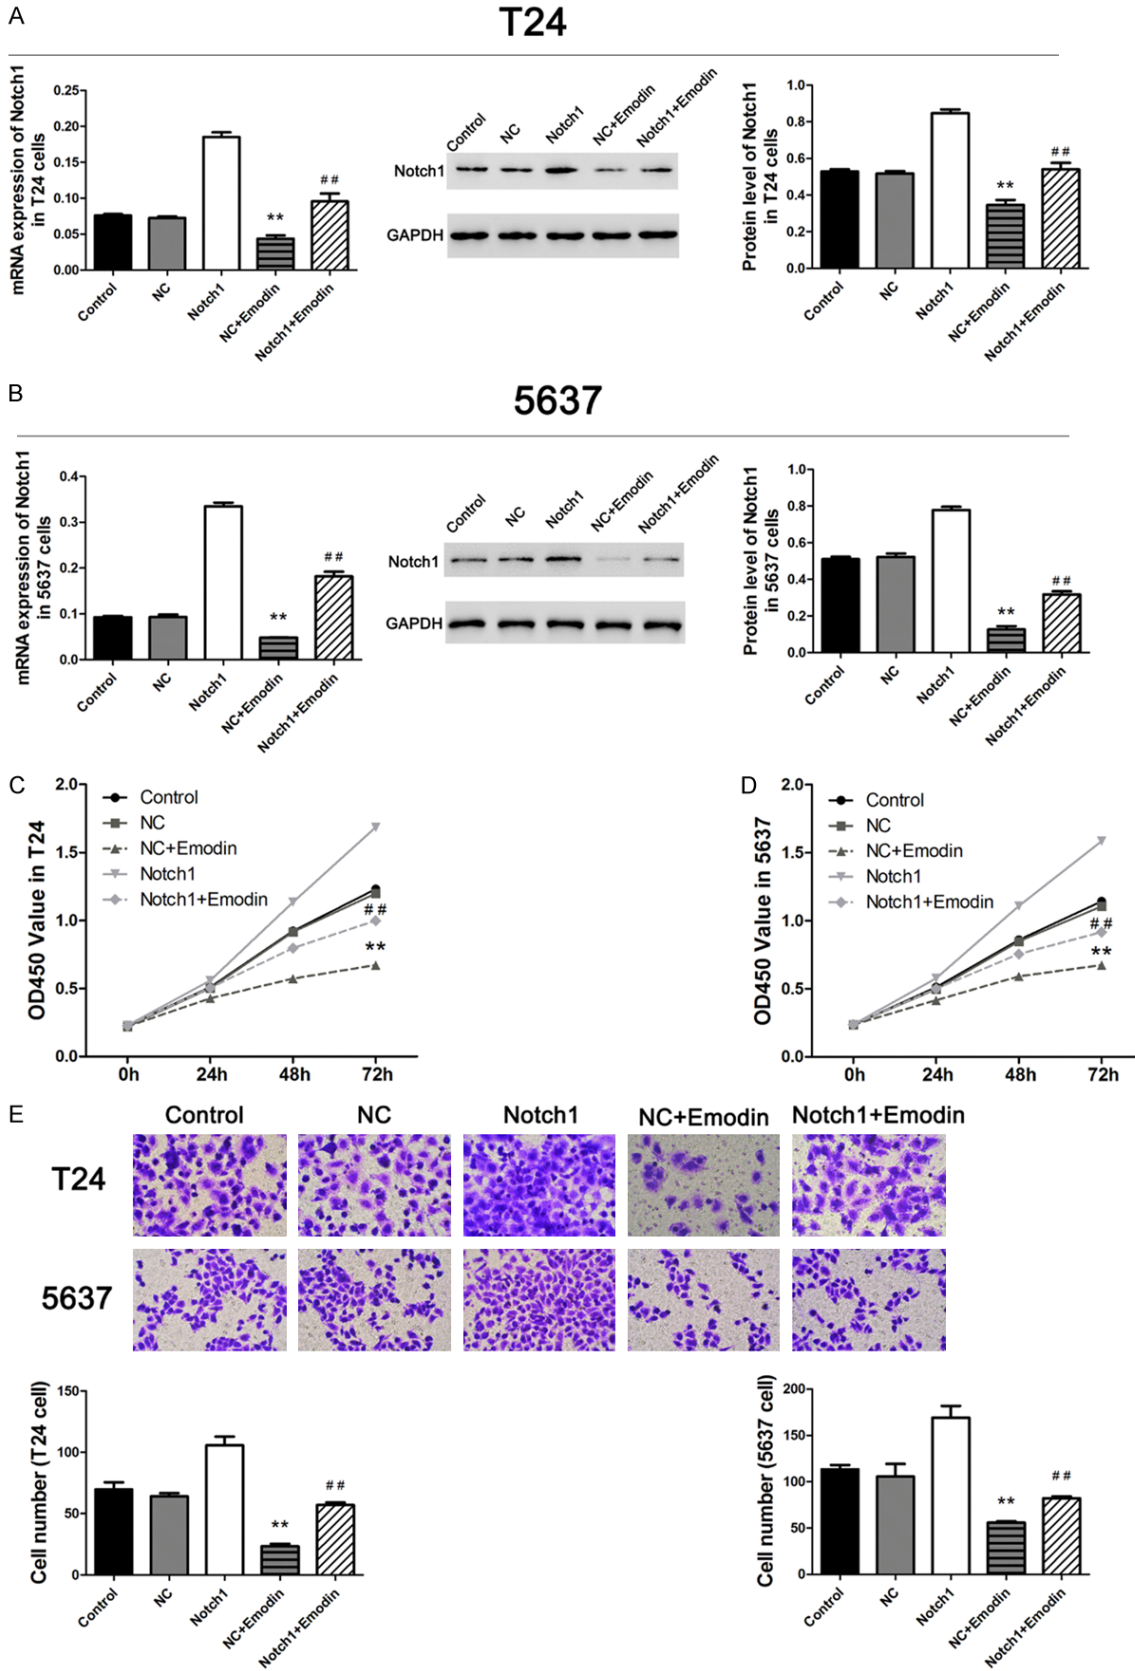 A
T24
mRNA expression of Notch1
in T24 cells
0.25
0.20
0.15
0.10
0.05
0.00
**
##
Control
NC
Notch1
NC+Emodin
Notch1+Emodin
Control
NC
Notch1
NC+Emodin
Notch1+Emodin
Notch1
GAPDH
Protein level of Notch1
in T24 cells
1.0
0.8
0.6
0.4
0.2
0.0
**
##
Control
NC
Notch1
NC+Emodin
Notch1+Emodin
B
5637
mRNA expression of Notch1
in 5637 cells
0.4
0.3
0.2
0.1
0.0
**
##
Control
NC
Notch1
NC+Emodin
Notch1+Emodin
Control
NC
Notch1
NC+Emodin
Notch1+Emodin
Notch1
GAPDH
Protein level of Notch1
in 5637 cells
1.0
0.8
0.6
0.4
0.2
0.0
**
##
Control
NC
Notch1
NC+Emodin
Notch1+Emodin
C
OD450 Value in T24
2.0
1.5
1.0
0.5
0.0
Control
NC
NC+Emodin
Notch1
Notch1+Emodin
##
**
0h
24h
48h
72h
D
OD450 Value in 5637
2.0
1.5
1.0
0.5
0.0
Control
NC
NC+Emodin
Notch1
Notch1+Emodin
##
**
0h
24h
48h
72h
E
Control
NC
Notch1
NC+Emodin
Notch1+Emodin
T24
5637
Cell number (T24 cell)
150
100
50
0
**
##
Control
NC
Notch1
NC+Emodin
Notch1+Emodin
Cell number (5637 cell)
200
150
100
50
0
**
##
Control
NC
Notch1
NC+Emodin
Notch1+Emodin